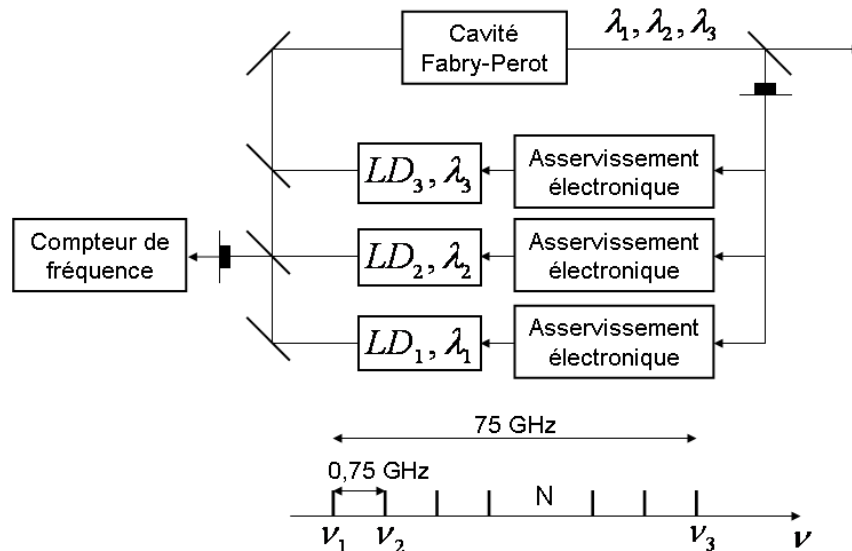 Cavité
Fabry-Perot
λ₁, λ₂, λ₃
LD₃, λ₃
Asservissement
électronique
Compteur de
fréquence
LD₂, λ₂
Asservissement
électronique
LD₁, λ₁
Asservissement
électronique
75 GHz
0,75 GHz
N
ν₁ ν₂ ν₃ ν